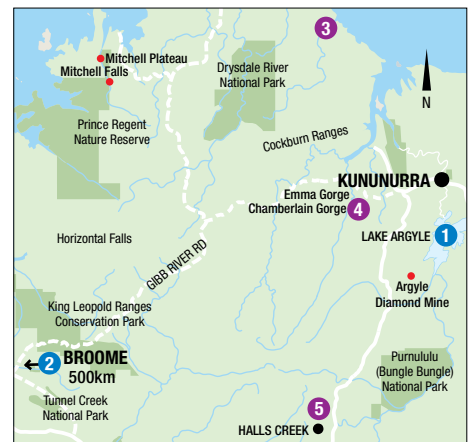 3
Mitchell Plateau
Mitchell Falls
Drysdale River
National Park
N
Prince Regent
Nature Reserve
Cockburn Ranges
KUNUNURRA
Emma Gorge
Chamberlain Gorge
4
LAKE ARGYLE
1
Horizontal Falls
GIBB RIVER RD
Argyle
Diamond Mine
King Leopold Ranges
Conservation Park
2
BROOME
500km
Purnululu
(Bungle Bungle)
National Park
Tunnel Creek
National Park
5
HALLS CREEK